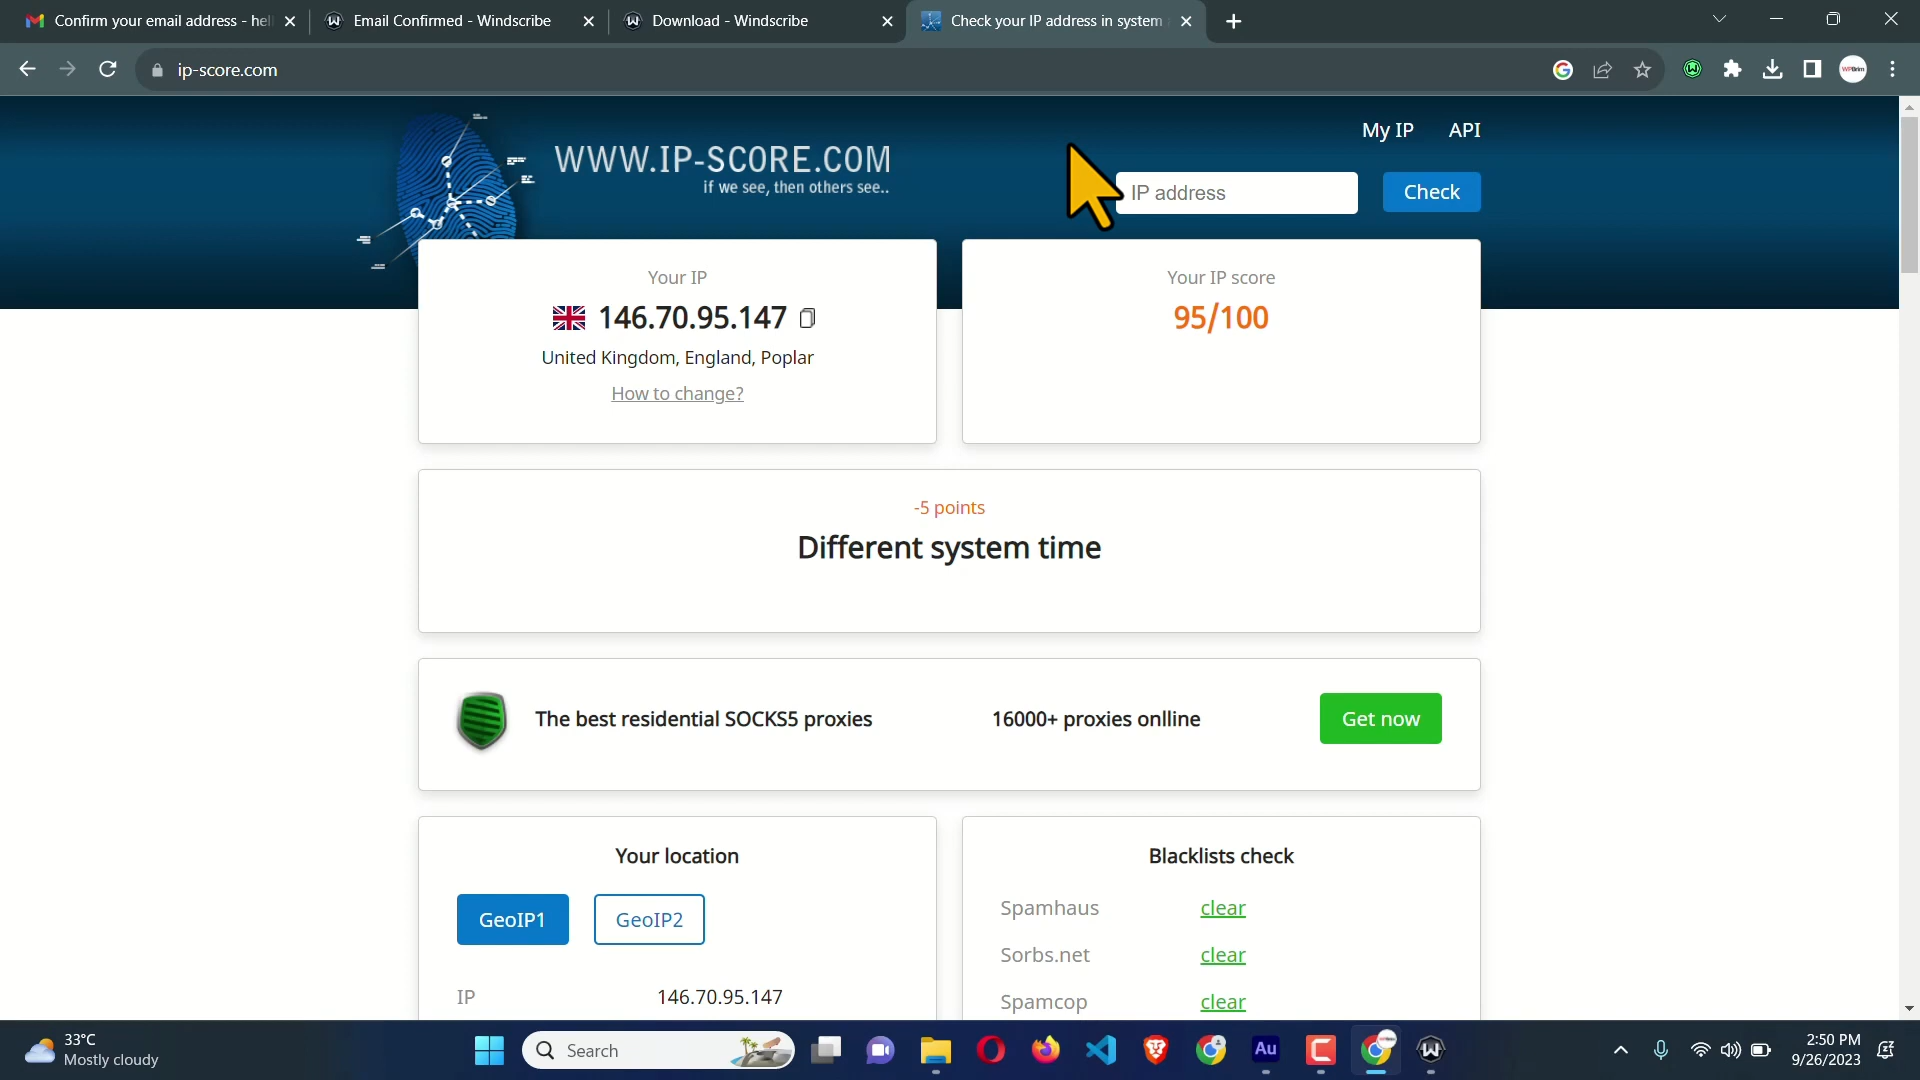 Confirm your email address - hel
Email Confirmed - Windscribe
Download - Windscribe
Check your IP address in system
ip-score.com
WWW.IP-SCORE.COM
if we see, then others see..
My IP
API
IP address
Check
Your IP
146.70.95.147
United Kingdom, England, Poplar
How to change?
Your IP score
95/100
-5 points
Different system time
The best residential SOCKS5 proxies
16000+ proxies onlline
Get now
Your location
GeoIP1
GeoIP2
IP 146.70.95.147
Blacklists check
Spamhaus clear
Sorbs.net clear
Spamcop clear
33°C
Mostly cloudy
Search
Au
2:50 PM
9/26/2023